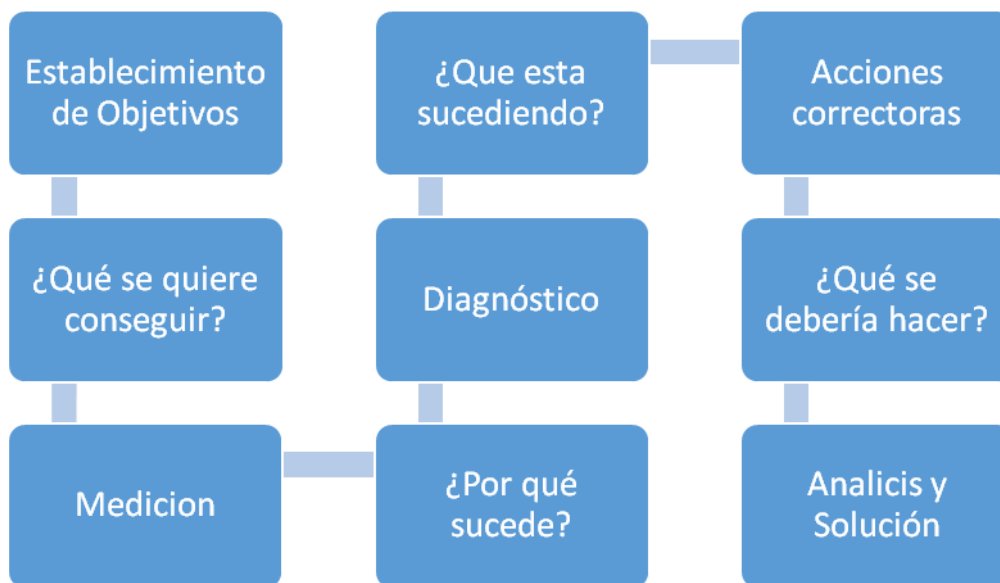 Establecimiento
de Objetivos
¿Qué se quiere
conseguir?
Medicion
¿Por qué
sucede?
Diagnóstico
¿Que esta
sucediendo?
Acciones
correctoras
¿Qué se
debería hacer?
Analicis y
Solución